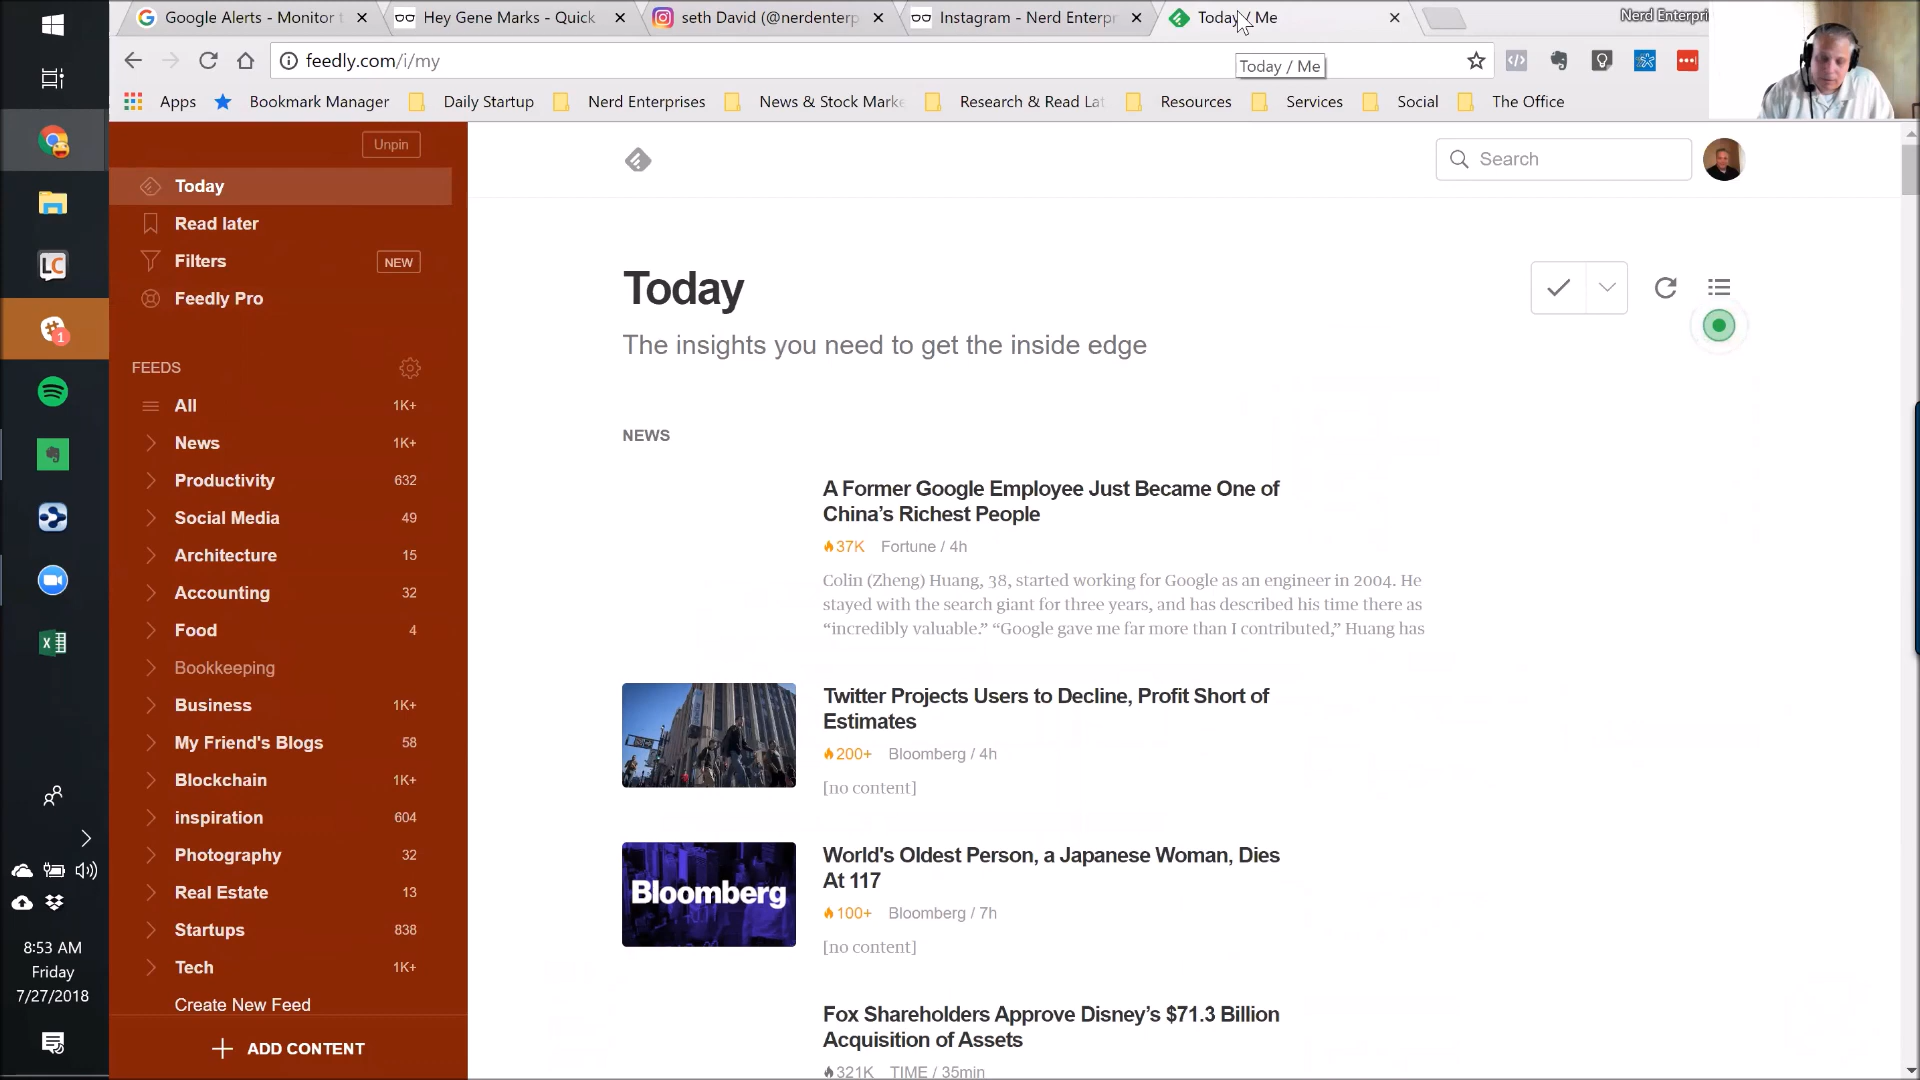 Google Alerts - Monitor t
Hey Gene Marks - Quick
seth David (@nerdenterp
Instagram - Nerd Enterpr
Today / Me
Nerd Enterpri
feedly.com/i/my
Today / Me
Apps
Bookmark Manager
Daily Startup
Nerd Enterprises
News & Stock Marke
Research & Read Lat
Resources
Services
Social
The Office
Unpin
Today
Read later
Filters
NEW
Feedly Pro
FEEDS
All 1K+
News 1K+
Productivity 632
Social Media 49
Architecture 15
Accounting 32
Food 4
Bookkeeping
Business 1K+
My Friend's Blogs 58
Blockchain 1K+
inspiration 604
Photography 32
Real Estate 13
Startups 838
Tech 1K+
Create New Feed
ADD CONTENT
LC
1
8:53 AM
Friday
7/27/2018
Search
Today
The insights you need to get the inside edge
NEWS
A Former Google Employee Just Became One of
China’s Richest People
37K Fortune / 4h
Colin (Zheng) Huang, 38, started working for Google as an engineer in 2004. He
stayed with the search giant for three years, and has described his time there as
“incredibly valuable.” “Google gave me far more than I contributed,” Huang has
Twitter Projects Users to Decline, Profit Short of
Estimates
200+ Bloomberg / 4h
[no content]
Bloomberg
World's Oldest Person, a Japanese Woman, Dies
At 117
100+ Bloomberg / 7h
[no content]
Fox Shareholders Approve Disney’s $71.3 Billion
Acquisition of Assets
321K TIME / 35min